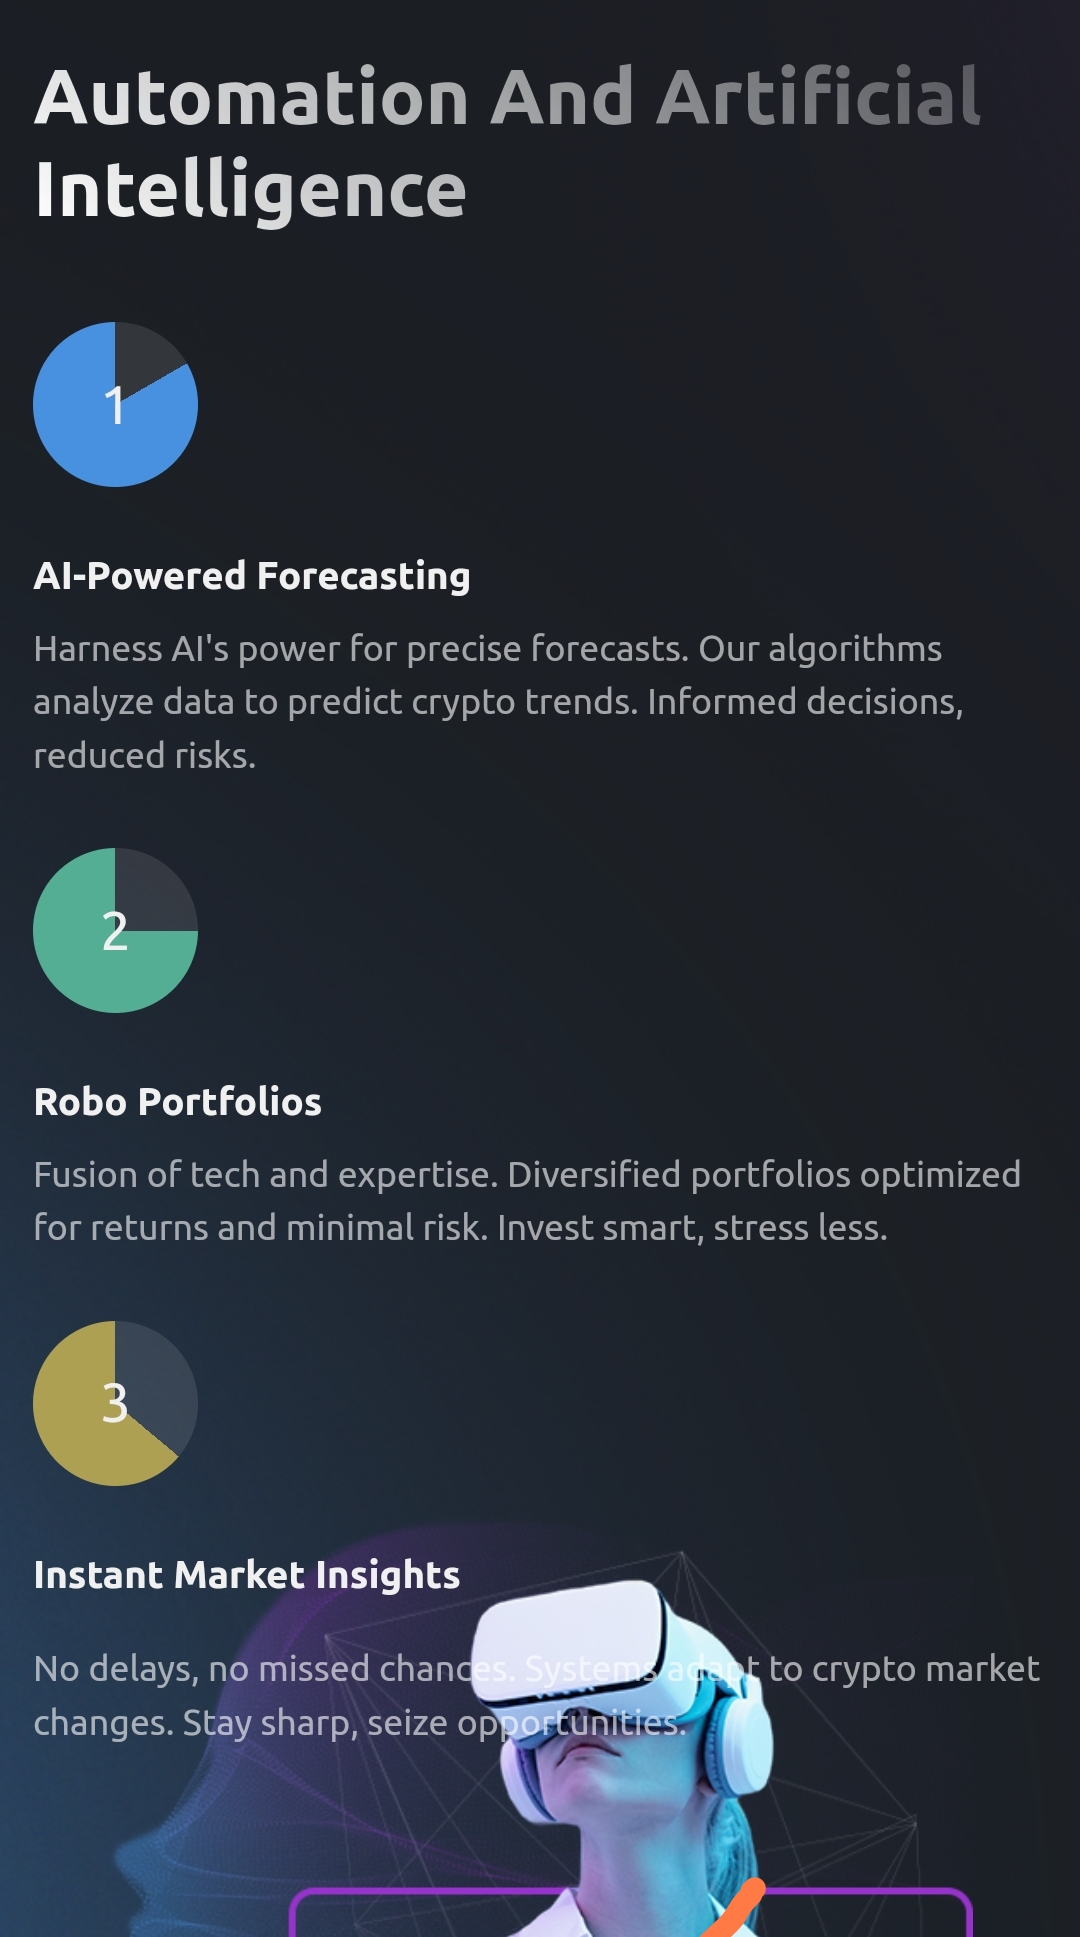 Automation And Artificial
Intelligence
1
AI-Powered Forecasting
Harness AI's power for precise forecasts. Our algorithms
analyze data to predict crypto trends. Informed decisions,
reduced risks.
2
Robo Portfolios
Fusion of tech and expertise. Diversified portfolios optimized
for returns and minimal risk. Invest smart, stress less.
3
Instant Market Insights
No delays, no missed chances. Systems adapt to crypto market
changes. Stay sharp, seize opportunities.